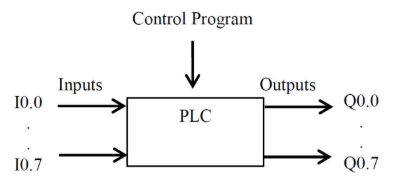 Control Program
Inputs
Outputs
I0.0
PLC
Q0.0
.
.
.
.
I0.7
Q0.7